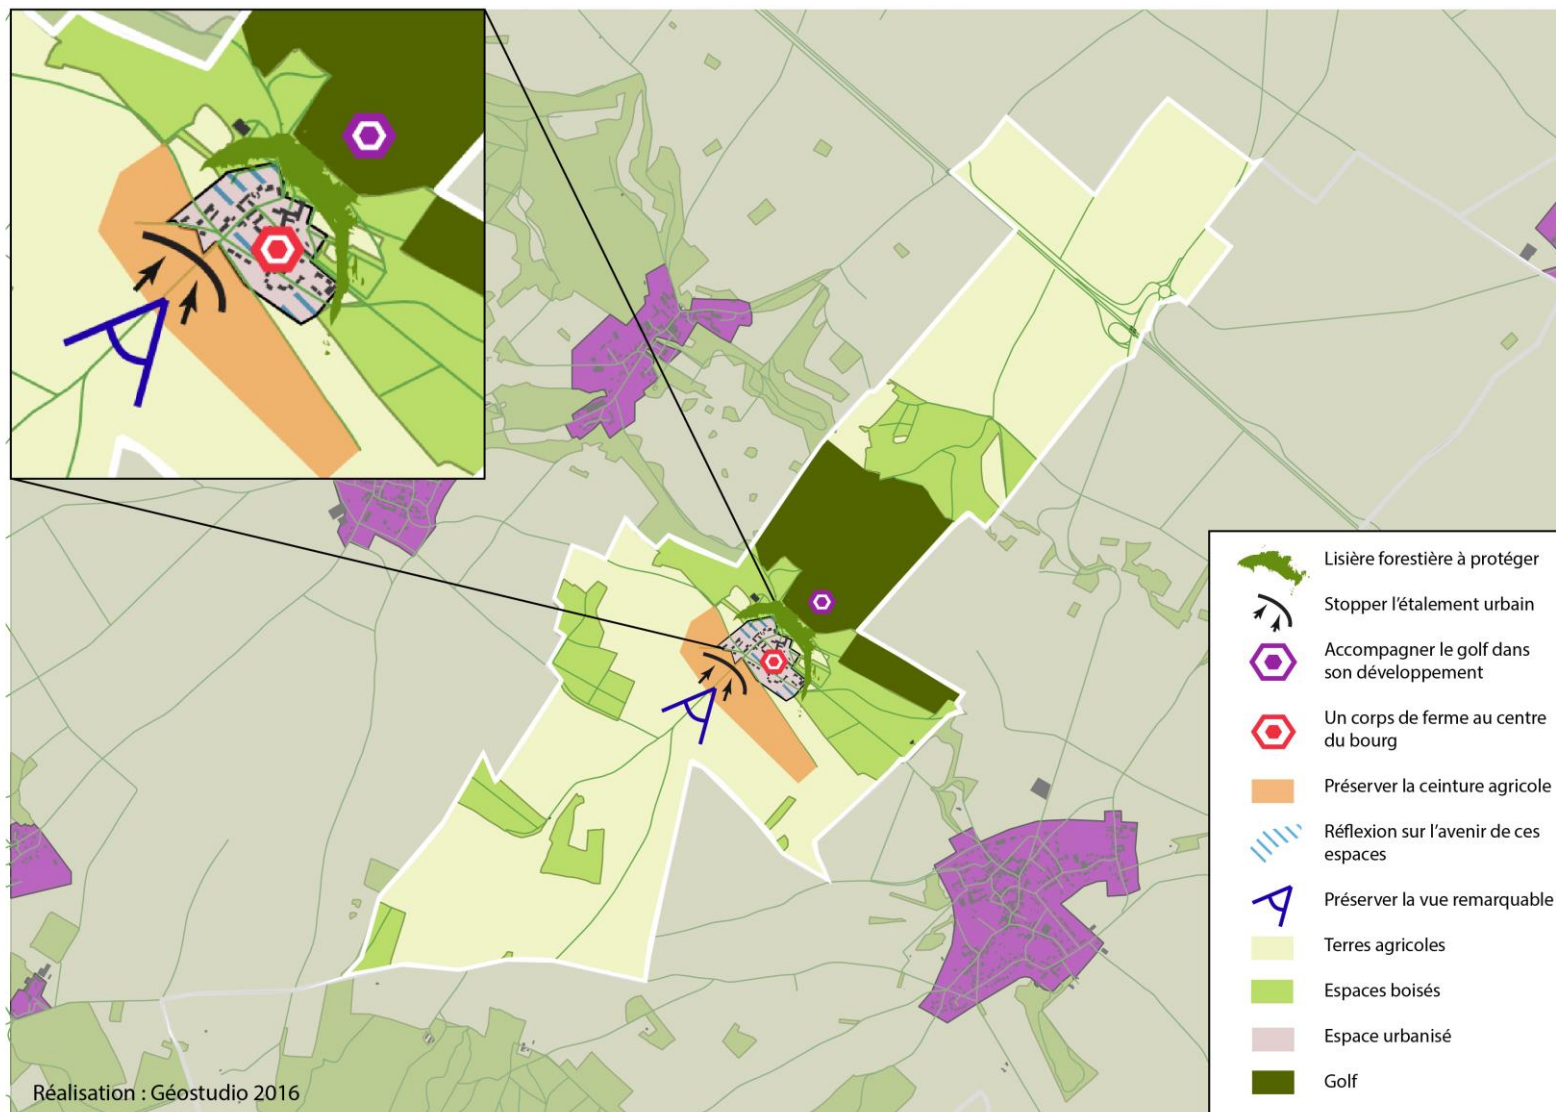 Lisière forestière à protéger
Stopper l'étalement urbain
Accompagner le golf dans
son développement
Un corps de ferme au centre
du bourg
Préserver la ceinture agricole
Réflexion sur l'avenir de ces
espaces
Préserver la vue remarquable
Terres agricoles
Espaces boisés
Espace urbanisé
Golf
Réalisation : Géostudio 2016